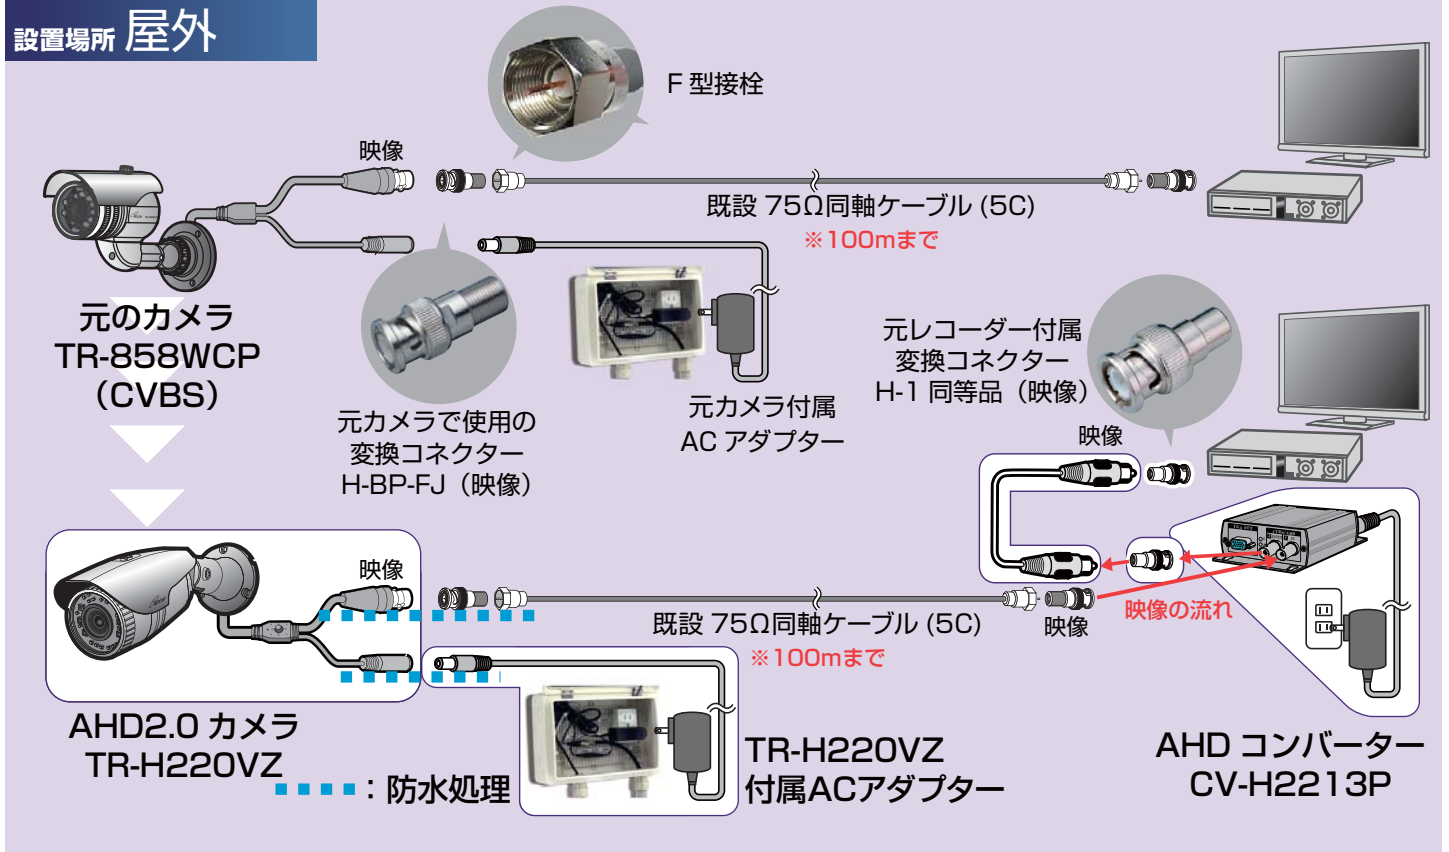 設置場所 屋外
F 型接栓
映像
既設 75Ω同軸ケーブル (5C)
※100mまで
元のカメラ
TR-858WCP
(CVBS)
元カメラで使用の
変換コネクター
H-BP-FJ（映像）
元カメラ付属
AC アダプター
元レコーダー付属
変換コネクター
H-1 同等品（映像）
映像
映像
既設 75Ω同軸ケーブル (5C)
※100mまで
映像
映像の流れ
AHD2.0 カメラ
TR-H220VZ
：防水処理
TR-H220VZ
付属ACアダプター
AHD コンバーター
CV-H2213P